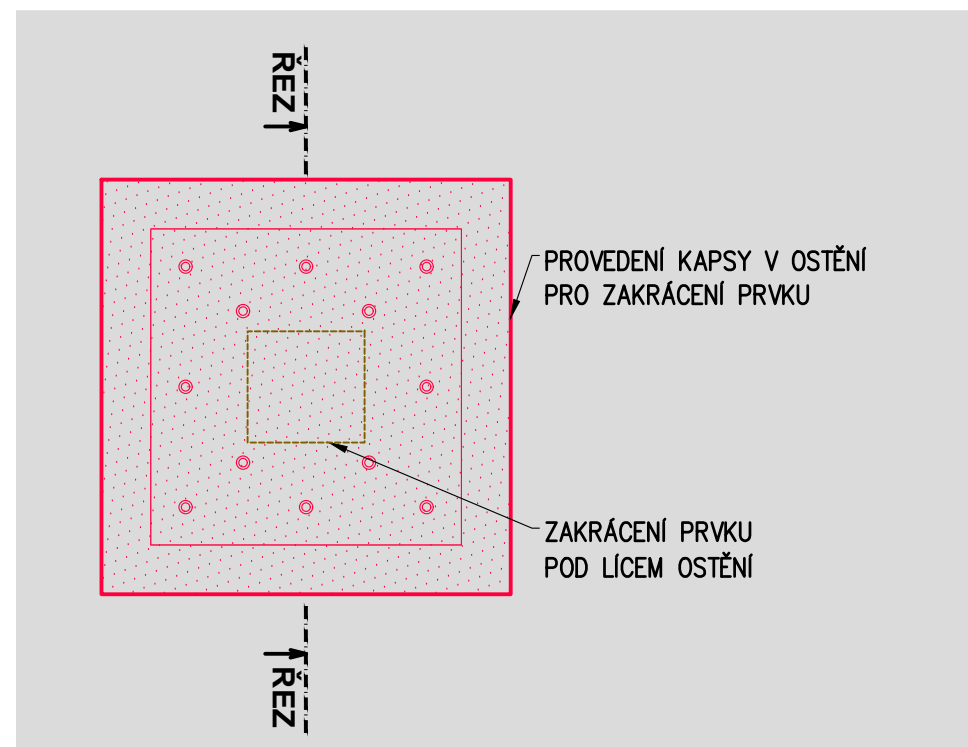 ŘEZ
PROVEDENÍ KAPSY V OSTĚNÍ
PRO ZAKRÁCENÍ PRVKU
ZAKRÁCENÍ PRVKU
POD LÍCEM OSTĚNÍ
ŘEZ